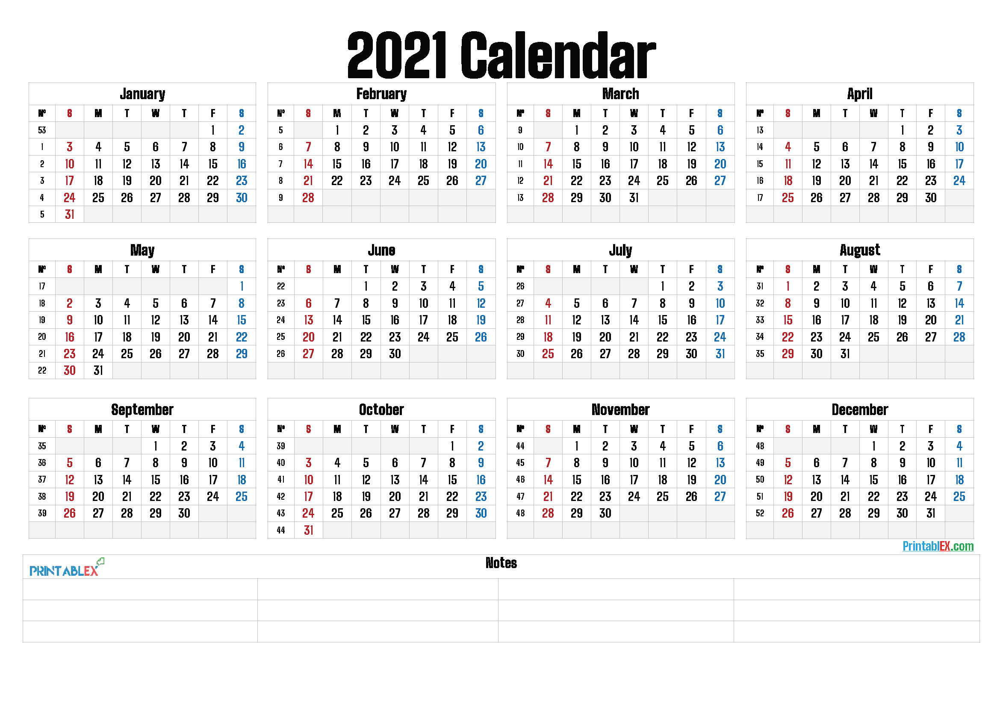 2021 Calendar
January
Nº S M T W T F S
53 1 2
1 3 4 5 6 7 8 9
2 10 11 12 13 14 15 16
3 17 18 19 20 21 22 23
4 24 25 26 27 28 29 30
5 31
February
Nº S M T W T F S
5 1 2 3 4 5 6
6 7 8 9 10 11 12 13
7 14 15 16 17 18 19 20
8 21 22 23 24 25 26 27
9 28
March
Nº S M T W T F S
9 1 2 3 4 5 6
10 7 8 9 10 11 12 13
11 14 15 16 17 18 19 20
12 21 22 23 24 25 26 27
13 28 29 30 31
April
Nº S M T W T F S
13 1 2 3
14 4 5 6 7 8 9 10
15 11 12 13 14 15 16 17
16 18 19 20 21 22 23 24
17 25 26 27 28 29 30
May
Nº S M T W T F S
17 1
18 2 3 4 5 6 7 8
19 9 10 11 12 13 14 15
20 16 17 18 19 20 21 22
21 23 24 25 26 27 28 29
22 30 31
June
Nº S M T W T F S
22 1 2 3 4 5
23 6 7 8 9 10 11 12
24 13 14 15 16 17 18 19
25 20 21 22 23 24 25 26
26 27 28 29 30
July
Nº S M T W T F S
26 1 2 3
27 4 5 6 7 8 9 10
28 11 12 13 14 15 16 17
29 18 19 20 21 22 23 24
30 25 26 27 28 29 30 31
August
Nº S M T W T F S
31 1 2 3 4 5 6 7
32 8 9 10 11 12 13 14
33 15 16 17 18 19 20 21
34 22 23 24 25 26 27 28
35 29 30 31
September
Nº S M T W T F S
35 1 2 3 4
36 5 6 7 8 9 10 11
37 12 13 14 15 16 17 18
38 19 20 21 22 23 24 25
39 26 27 28 29 30
October
Nº S M T W T F S
39 1 2
40 3 4 5 6 7 8 9
41 10 11 12 13 14 15 16
42 17 18 19 20 21 22 23
43 24 25 26 27 28 29 30
44 31
November
Nº S M T W T F S
44 1 2 3 4 5 6
45 7 8 9 10 11 12 13
46 14 15 16 17 18 19 20
47 21 22 23 24 25 26 27
48 28 29 30
December
Nº S M T W T F S
48 1 2 3 4
49 5 6 7 8 9 10 11
50 12 13 14 15 16 17 18
51 19 20 21 22 23 24 25
52 26 27 28 29 30 31
PrintablEX.com
Notes
PRINTABLEX